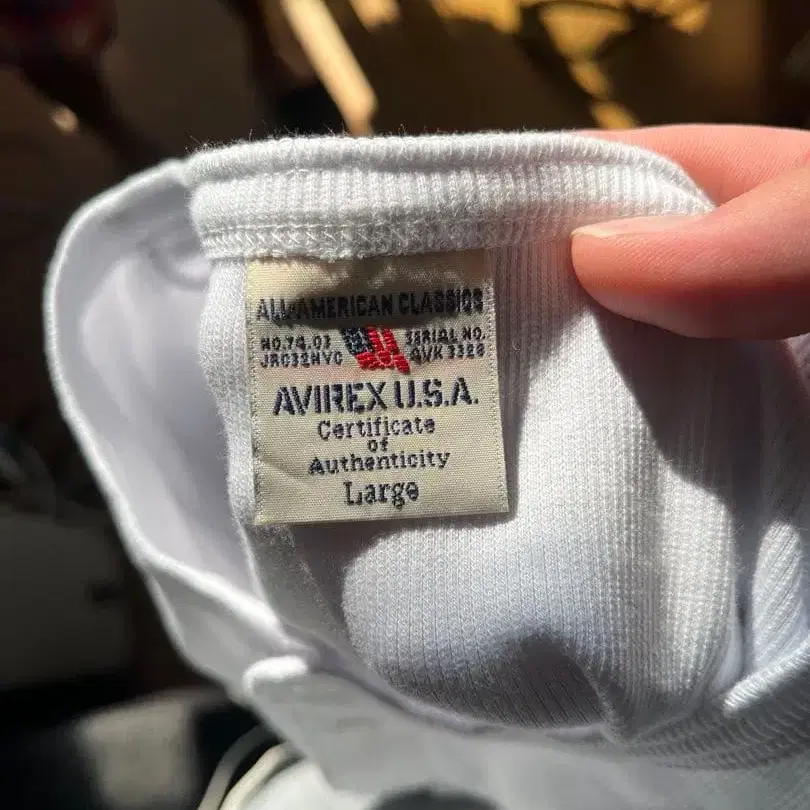 ALL AMERICAN CLASSICS
NO.74.03 SERIAL NO.
JRC32NYC AVK 3328
AVIREX U.S.A.
Certificate
of
Authenticity
Large